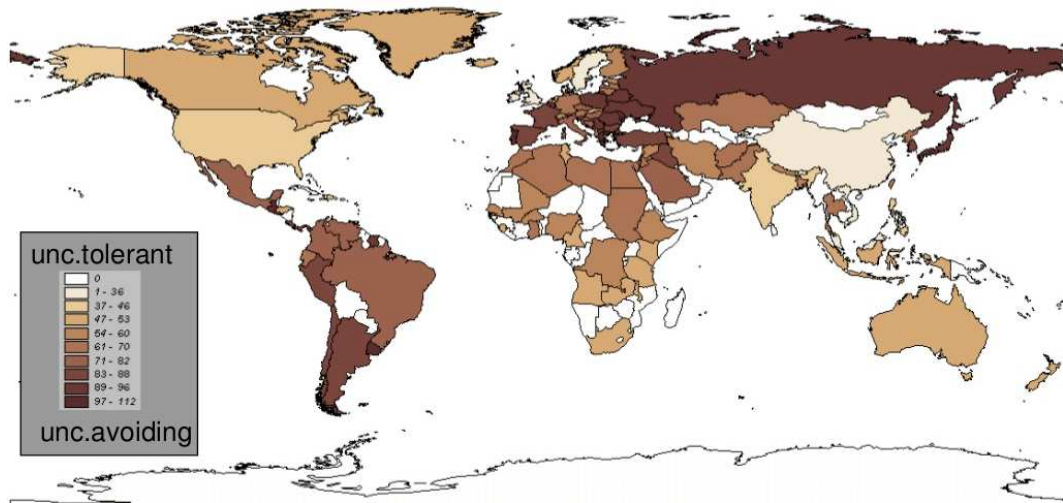 unc.tolerant
0
1 - 36
37 - 46
47 - 53
54 - 60
61 - 70
71 - 82
83 - 88
89 - 96
97 - 112
unc.avoiding